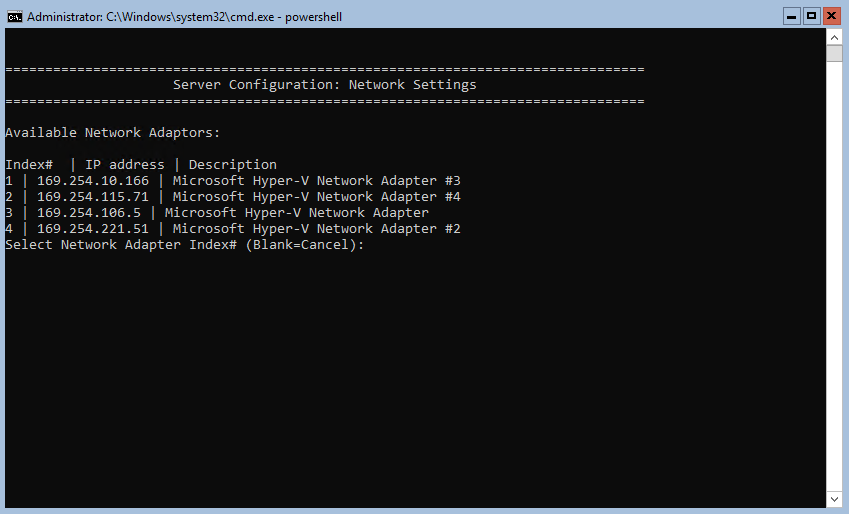 Administrator: C:\Windows\system32\cmd.exe - powershell
================================================================================
Server Configuration: Network Settings
================================================================================
Available Network Adaptors:
Index#  | IP address | Description
1 | 169.254.10.166 | Microsoft Hyper-V Network Adapter #3
2 | 169.254.115.71 | Microsoft Hyper-V Network Adapter #4
3 | 169.254.106.5 | Microsoft Hyper-V Network Adapter
4 | 169.254.221.51 | Microsoft Hyper-V Network Adapter #2
Select Network Adapter Index# (Blank=Cancel):